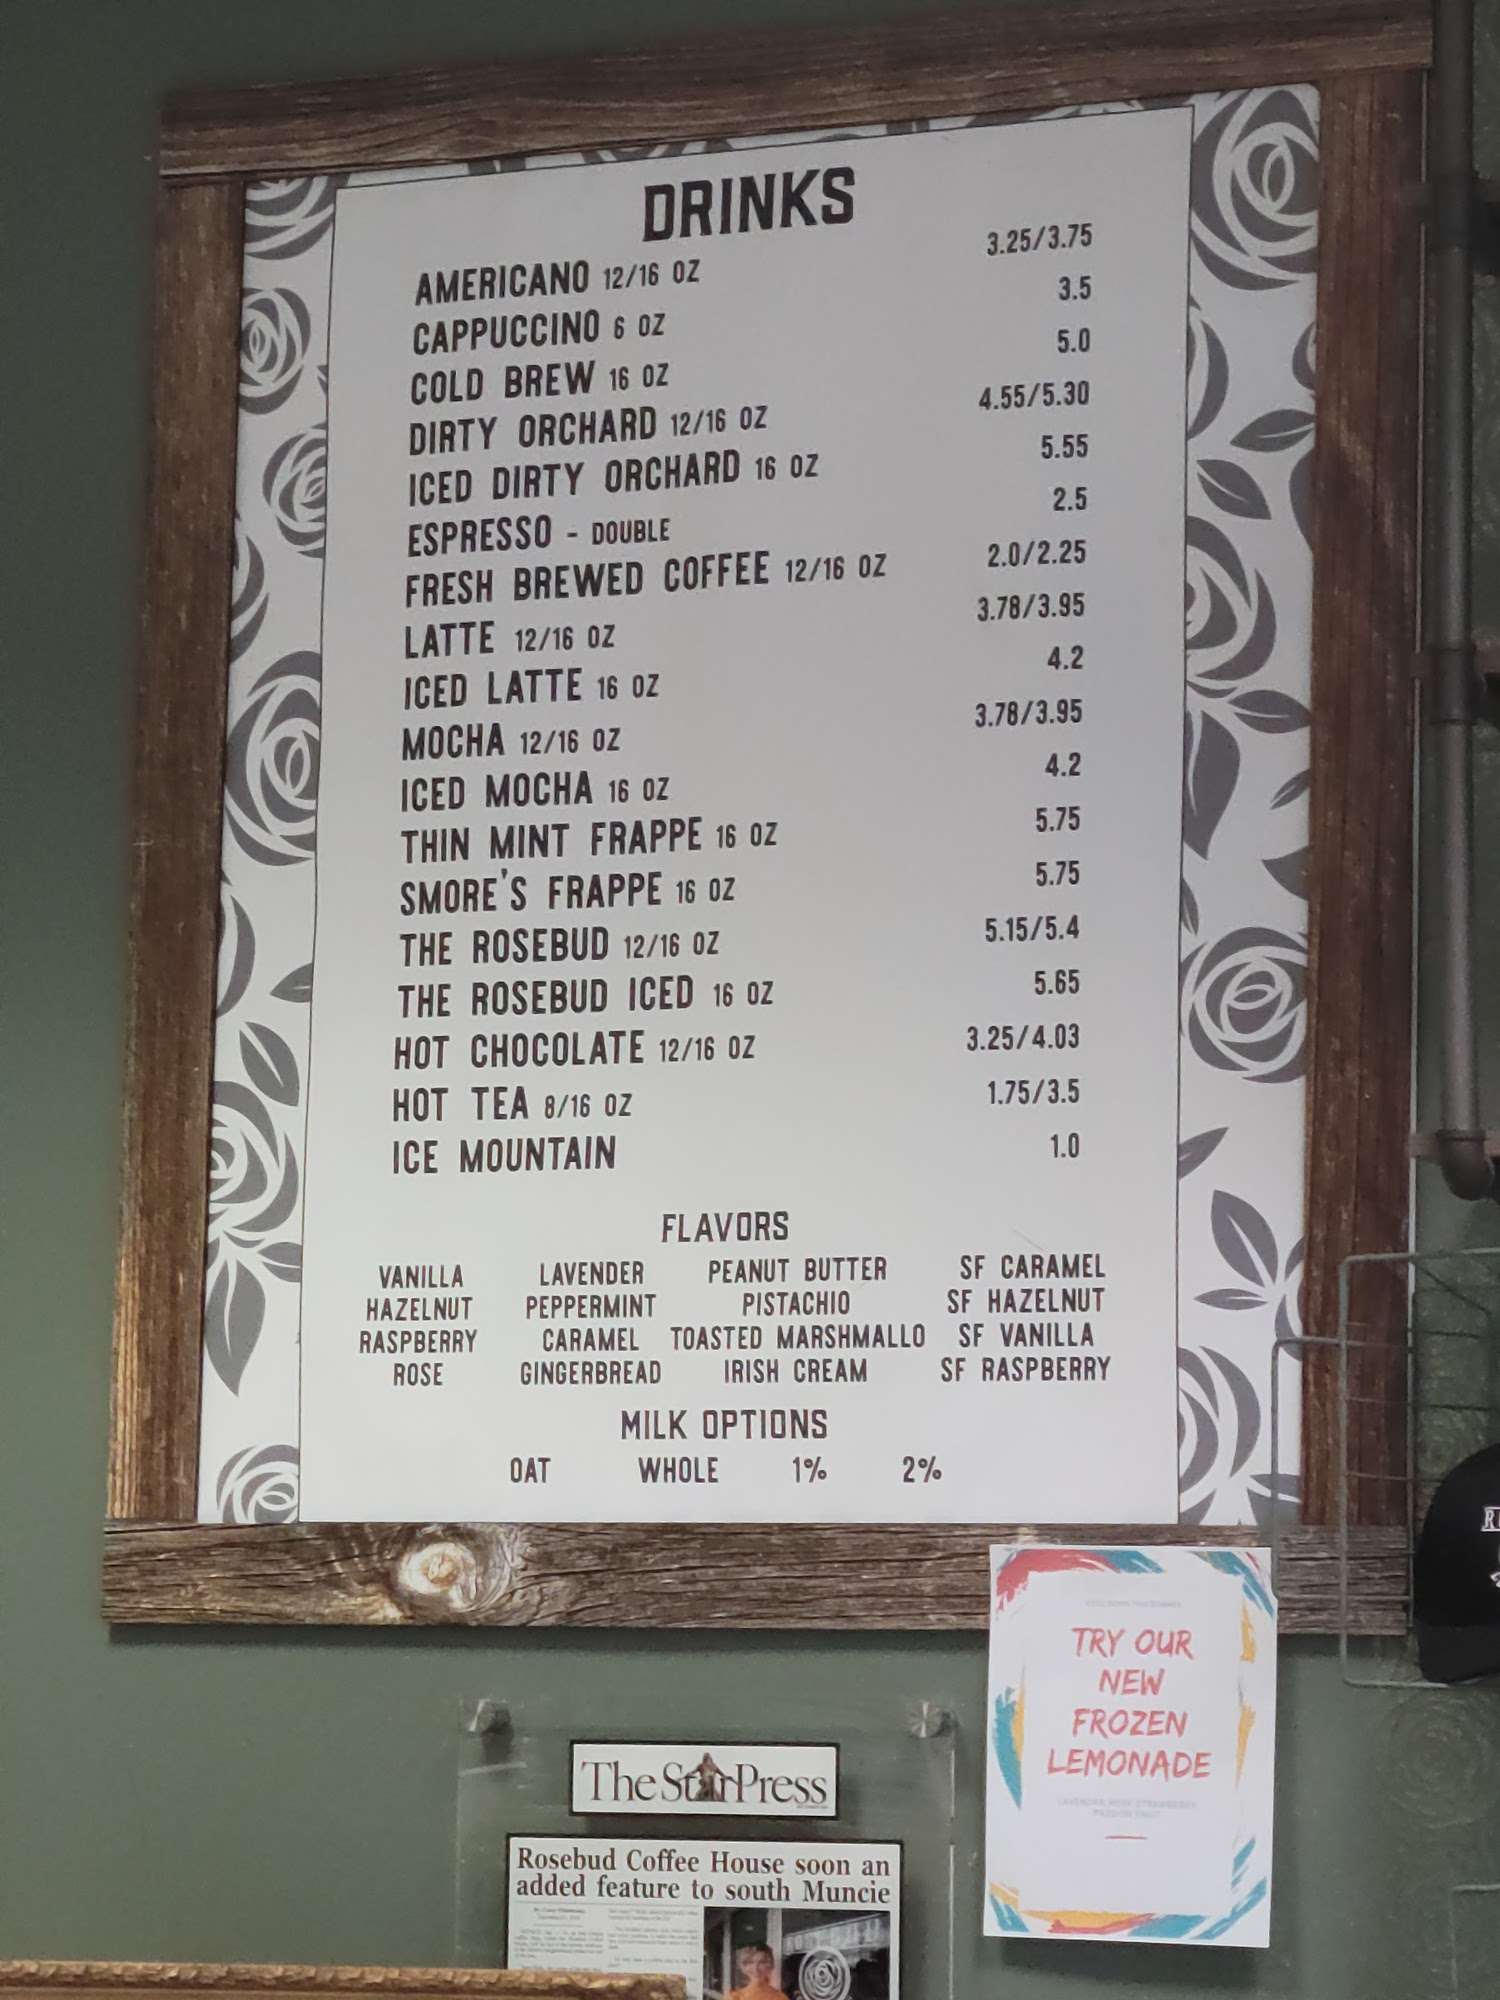 DRINKS
AMERICANO 12/16 OZ 3.25/3.75
CAPPUCCINO 6 OZ 3.5
COLD BREW 16 OZ 5.0
DIRTY ORCHARD 12/16 OZ 4.55/5.30
ICED DIRTY ORCHARD 16 OZ 5.55
ESPRESSO - DOUBLE 2.5
FRESH BREWED COFFEE 12/16 OZ 2.0/2.25
LATTE 12/16 OZ 3.78/3.95
ICED LATTE 16 OZ 4.2
MOCHA 12/16 OZ 3.78/3.95
ICED MOCHA 16 OZ 4.2
THIN MINT FRAPPE 16 OZ 5.75
SMORE'S FRAPPE 16 OZ 5.75
THE ROSEBUD 12/16 OZ 5.15/5.4
THE ROSEBUD ICED 16 OZ 5.65
HOT CHOCOLATE 12/16 OZ 3.25/4.03
HOT TEA 8/16 OZ 1.75/3.5
ICE MOUNTAIN 1.0
FLAVORS
VANILLA LAVENDER PEANUT BUTTER SF CARAMEL
HAZELNUT PEPPERMINT PISTACHIO SF HAZELNUT
RASPBERRY CARAMEL TOASTED MARSHMALLO SF VANILLA
ROSE GINGERBREAD IRISH CREAM SF RASPBERRY
MILK OPTIONS
OAT WHOLE 1% 2%
TRY OUR
NEW
FROZEN
LEMONADE
The Star Press
Rosebud Coffee House soon an
added feature to south Muncie